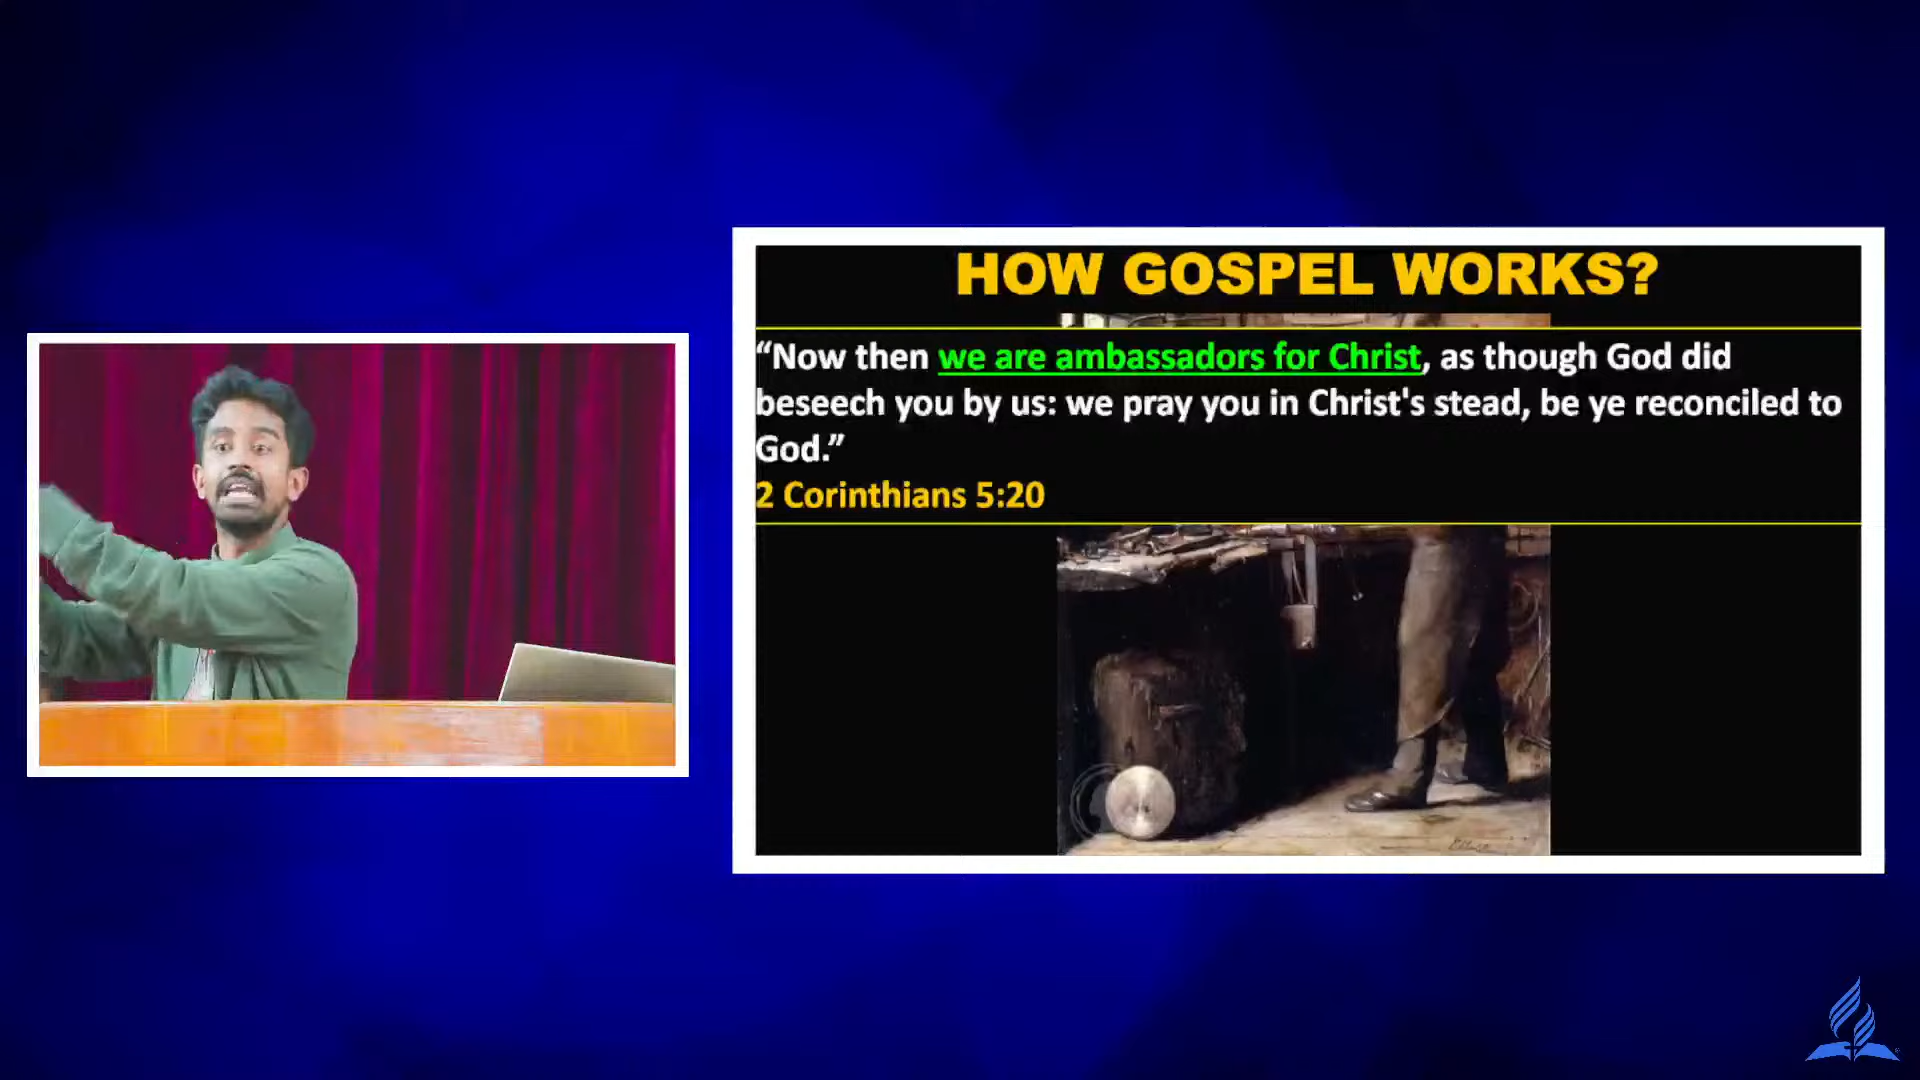 HOW GOSPEL WORKS?
“Now then we are ambassadors for Christ, as though God did
beseech you by us: we pray you in Christ's stead, be ye reconciled to
God.”
2 Corinthians 5:20